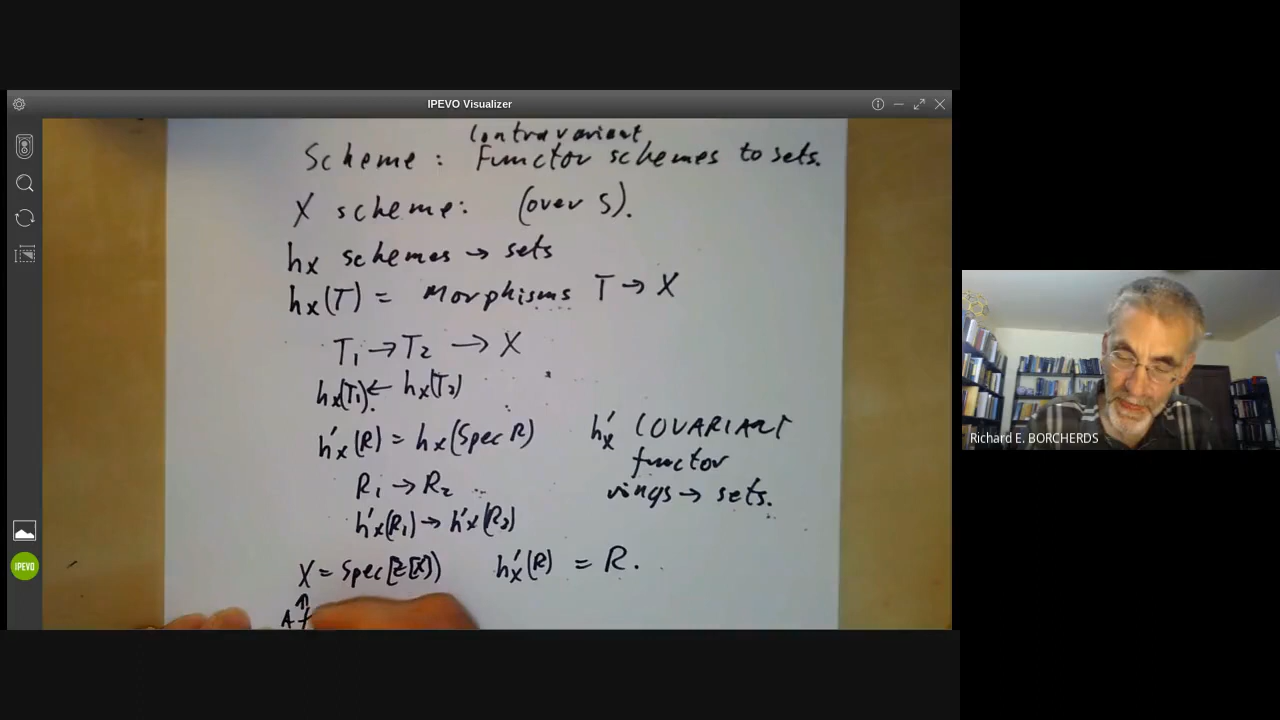 IPEVO Visualizer
Contravariant
Scheme : Functor schemes to sets.
X scheme: (over S).
hx schemes → sets
hx(T) = Morphisms T → X
T1 → T2 → X
hx(T1) ← hx(T2)
h'x(R) = hx(Spec R)
h'x COVARIANT
functor
rings → sets.
R1 → R2
h'x(R1) → h'x(R2)
X = Spec(Z[X]) h'x(R) = R.
↑
Af
IPEVO
Richard E. BORCHERDS